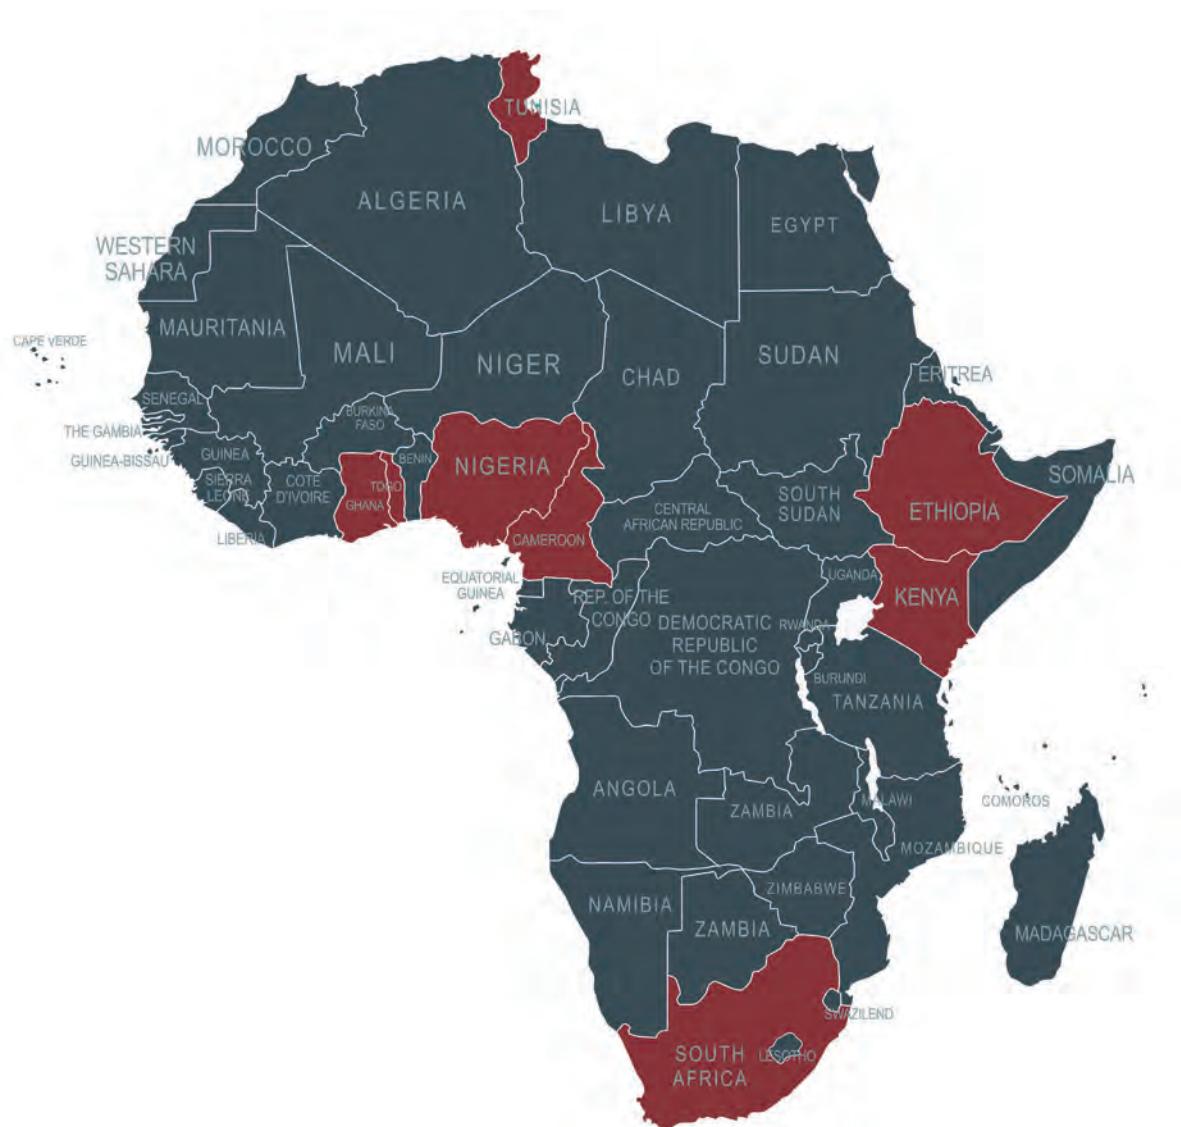 TUNISIA
MOROCCO
ALGERIA
LIBYA
EGYPT
WESTERN
SAHARA
MAURITANIA
CAPE VERDE
MALI
NIGER
CHAD
SUDAN
ERITREA
SENEGAL
BURKINA
FASO
THE GAMBIA
GUINEA
GUINEA-BISSAU
BENIN
NIGERIA
SOMALIA
SIERRA
LEONE
COTE
D'IVOIRE
TOGO
GHANA
SOUTH
SUDAN
CENTRAL
AFRICAN REPUBLIC
ETHIOPIA
LIBERIA
CAMEROON
EQUATORIAL
GUINEA
UGANDA
KENYA
REP. OF THE
CONGO
DEMOCRATIC
REPUBLIC
OF THE CONGO
RWANDA
GABON
BURUNDI
TANZANIA
ANGOLA
ZAMBIA
MALAWI
COMOROS
MOZAMBIQUE
ZIMBABWE
NAMIBIA
ZAMBIA
MADAGASCAR
SWAZILEND
SOUTH
AFRICA
LESOTHO